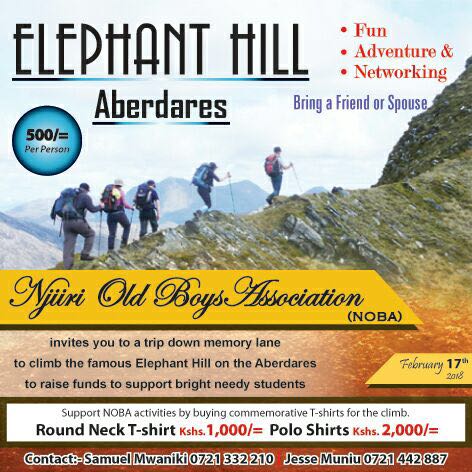 ELEPHANT HILL
Aberdares
• Fun
• Adventure &
• Networking
Bring a Friend or Spouse
500/=
Per Person
Njiiri Old Boys Association
(NOBA)
invites you to a trip down memory lane
to climb the famous Elephant Hill on the Aberdares
to raise funds to support bright needy students
February 17th
2018
Support NOBA activities by buying commemorative T-shirts for the climb.
Round Neck T-shirt Kshs.1,000/= Polo Shirts Kshs. 2,000/=
Contact:- Samuel Mwaniki 0721 332 210 Jesse Muniu 0721 442 887